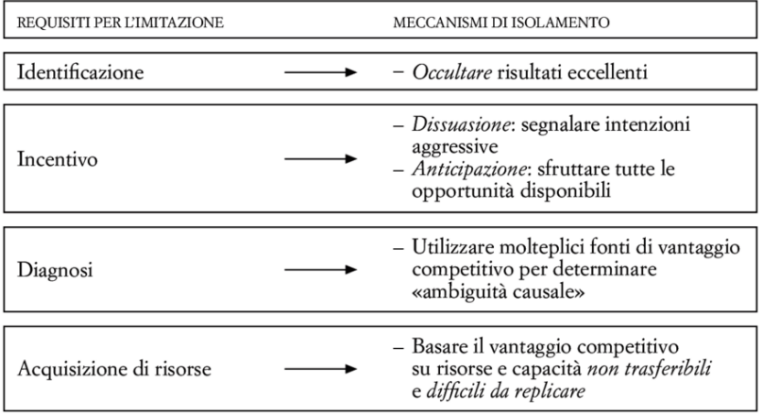 REQUISITI PER L'IMITAZIONE
MECCANISMI DI ISOLAMENTO
Identificazione
– Occultare risultati eccellenti
Incentivo
– Dissuasione: segnalare intenzioni
aggressive
– Anticipazione: sfruttare tutte le
opportunità disponibili
Diagnosi
– Utilizzare molteplici fonti di vantaggio
competitivo per determinare
«ambiguità causale»
Acquisizione di risorse
– Basare il vantaggio competitivo
su risorse e capacità non trasferibili
e difficili da replicare